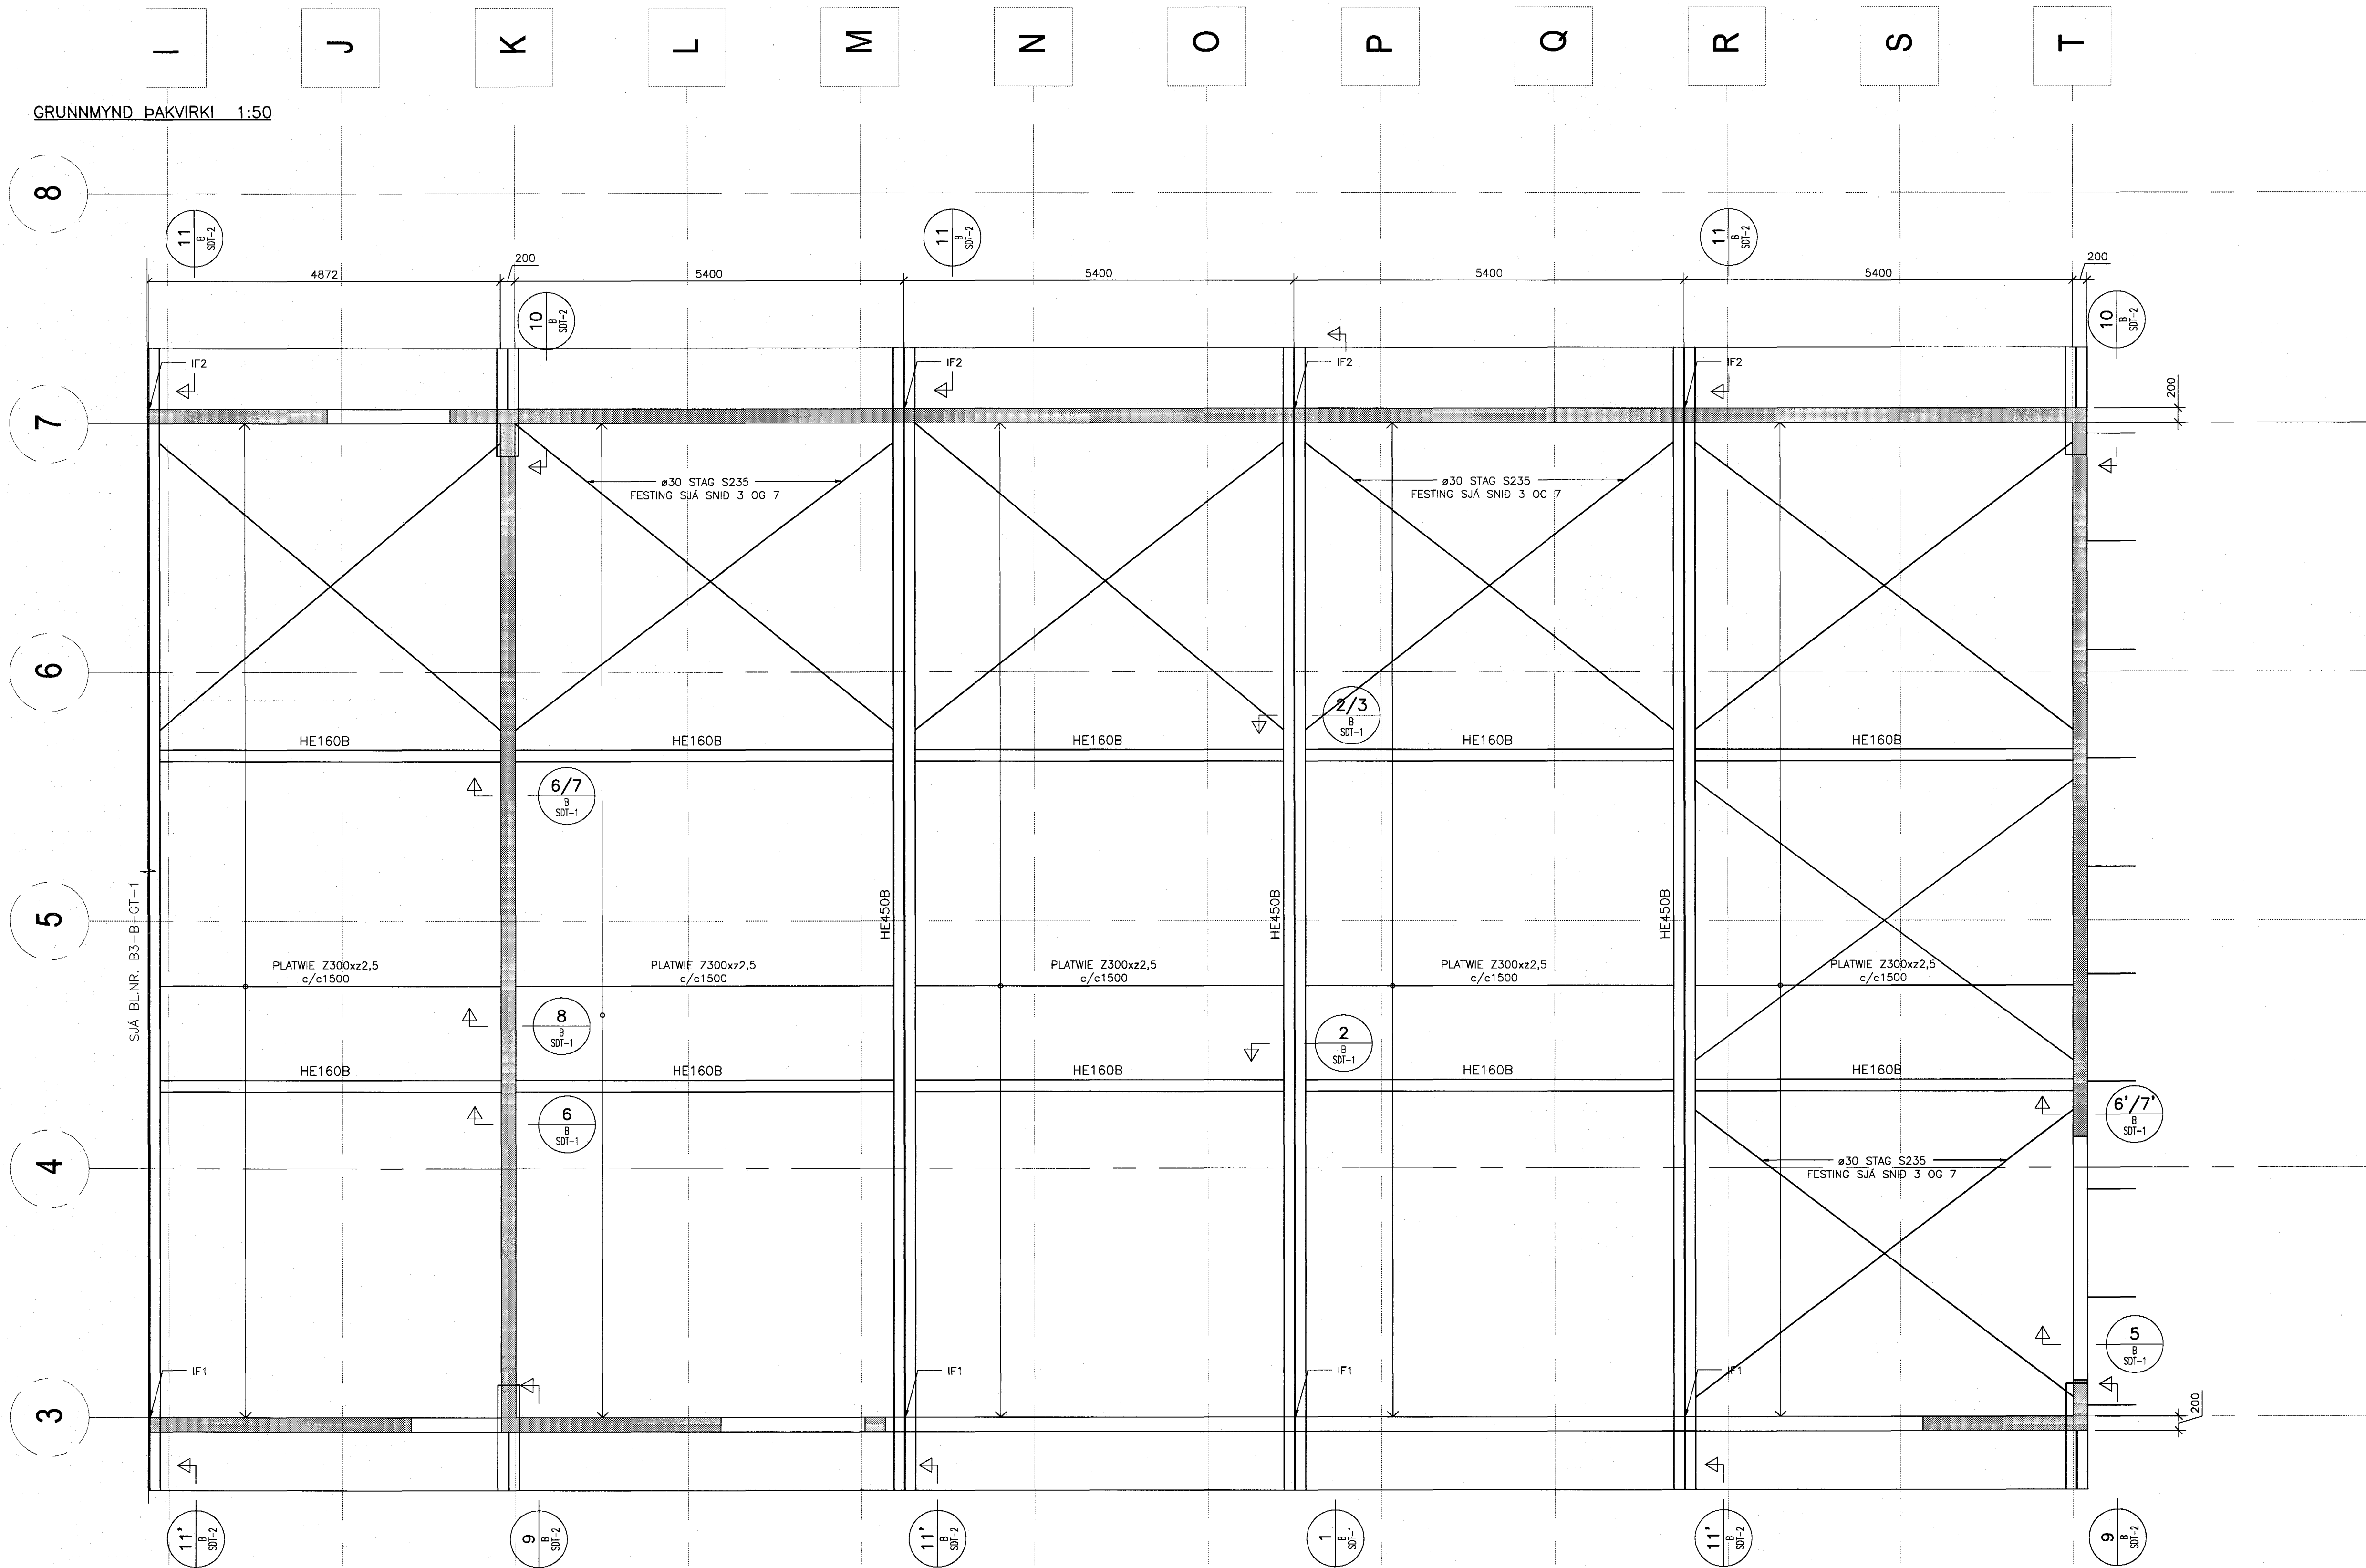 I J K L M N O P Q R S T
GRUNNMYND ÞAKVIRKI 1:50
8
11 B SDT-2
11 B SDT-2
11 B SDT-2
4872 200 5400 5400 5400 5400 200
10 B SDT-2
10 B SDT-2
IF2 IF2 IF2 IF2
200
7
ø30 STAG S235
FESTING SJÁ SNID 3 OG 7
ø30 STAG S235
FESTING SJÁ SNID 3 OG 7
6
2/3 B SDT-1
HE160B HE160B HE160B HE160B HE160B
6/7 B SDT-1
5
SJÁ BL.NR. B3-B-GT-1
HE450B HE450B HE450B
PLATWIE Z300xz2,5
c/c1500
PLATWIE Z300xz2,5
c/c1500
PLATWIE Z300xz2,5
c/c1500
PLATWIE Z300xz2,5
c/c1500
PLATWIE Z300xz2,5
c/c1500
8 B SDT-1
2 B SDT-1
HE160B HE160B HE160B HE160B HE160B
6 B SDT-1
6'/7' B SDT-1
4
ø30 STAG S235
FESTING SJÁ SNID 3 OG 7
5 B SDT-1
IF1 IF1 IF1 IF1
3
200
11' B SDT-2
9 B SDT-2
11' B SDT-2
1 B SDT-1
11' B SDT-2
9 B SDT-2